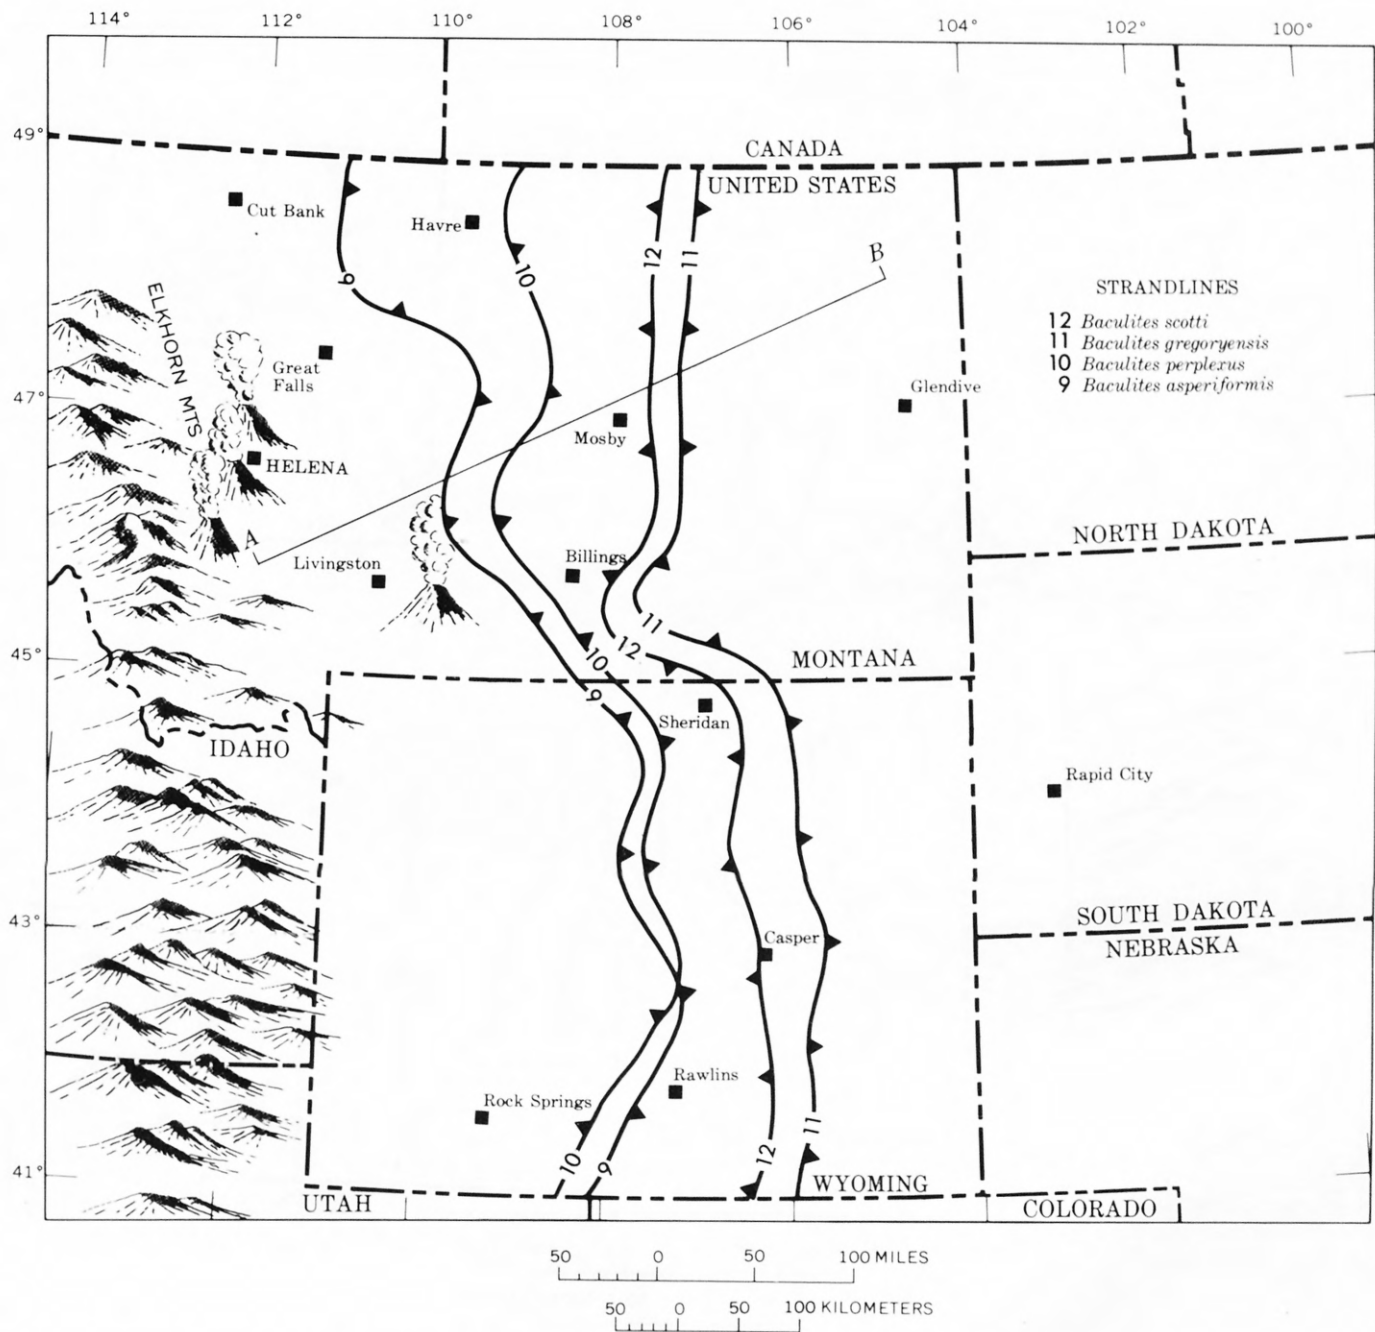 114° 112° 110° 108° 106° 104° 102° 100°
49°
CANADA
UNITED STATES
Cut Bank
Havre
B
12
11
10
9
ELKHORN MTS
STRANDLINES
12 Baculites scotti
11 Baculites gregoryensis
10 Baculites perplexus
9 Baculites asperiformis
Great
Falls
47°
Glendive
Mosby
HELENA
A
NORTH DAKOTA
Livingston
Billings
11
12
10
9
45°
MONTANA
Sheridan
IDAHO
Rapid City
43°
SOUTH DAKOTA
NEBRASKA
Casper
Rawlins
Rock Springs
11
12
10
9
41°
WYOMING
UTAH
COLORADO
50 0 50 100 MILES
50 0 50 100 KILOMETERS